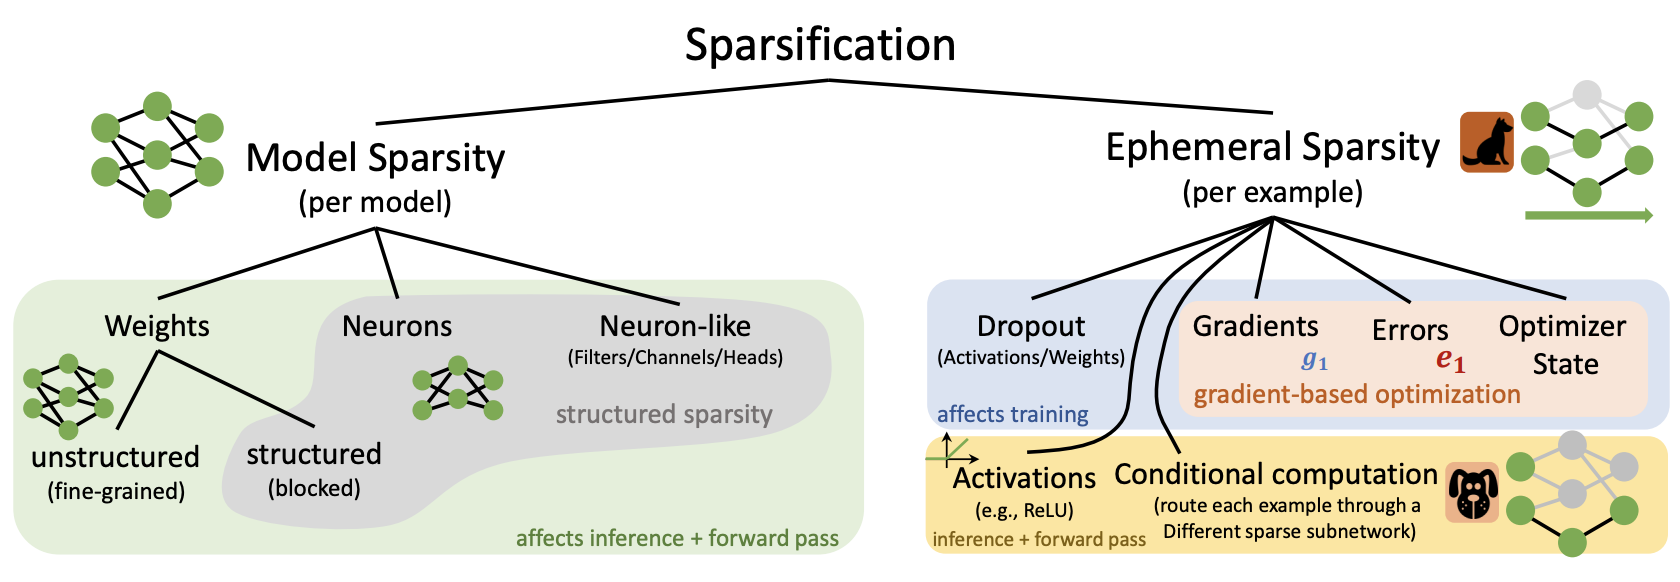 Sparsification
Model Sparsity
(per model)
Ephemeral Sparsity
(per example)
Weights
Neurons
Neuron-like
(Filters/Channels/Heads)
structured sparsity
unstructured
(fine-grained)
structured
(blocked)
affects inference + forward pass
Dropout
(Activations/Weights)
affects training
Gradients
g₁
Errors
e₁
Optimizer
State
gradient-based optimization
Activations
(e.g., ReLU)
inference + forward pass
Conditional computation
(route each example through a
Different sparse subnetwork)